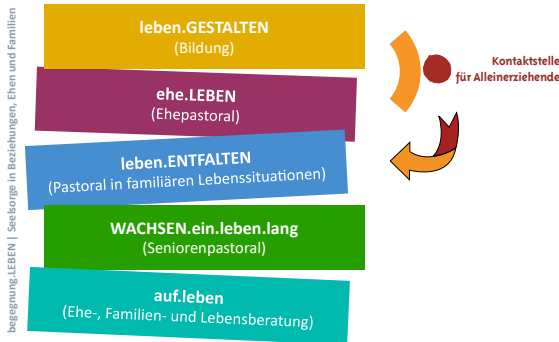 begegnung.LEBEN | Seelsorge in Beziehungen, Ehen und Familien
leben.GESTALTEN
(Bildung)
ehe.LEBEN
(Ehepastoral)
leben.ENTFALTEN
(Pastoral in familiären Lebenssituationen)
WACHSEN.ein.leben.lang
(Seniorenpastoral)
auf.leben
(Ehe-, Familien- und Lebensberatung)
Kontaktstelle
für Alleinerziehende